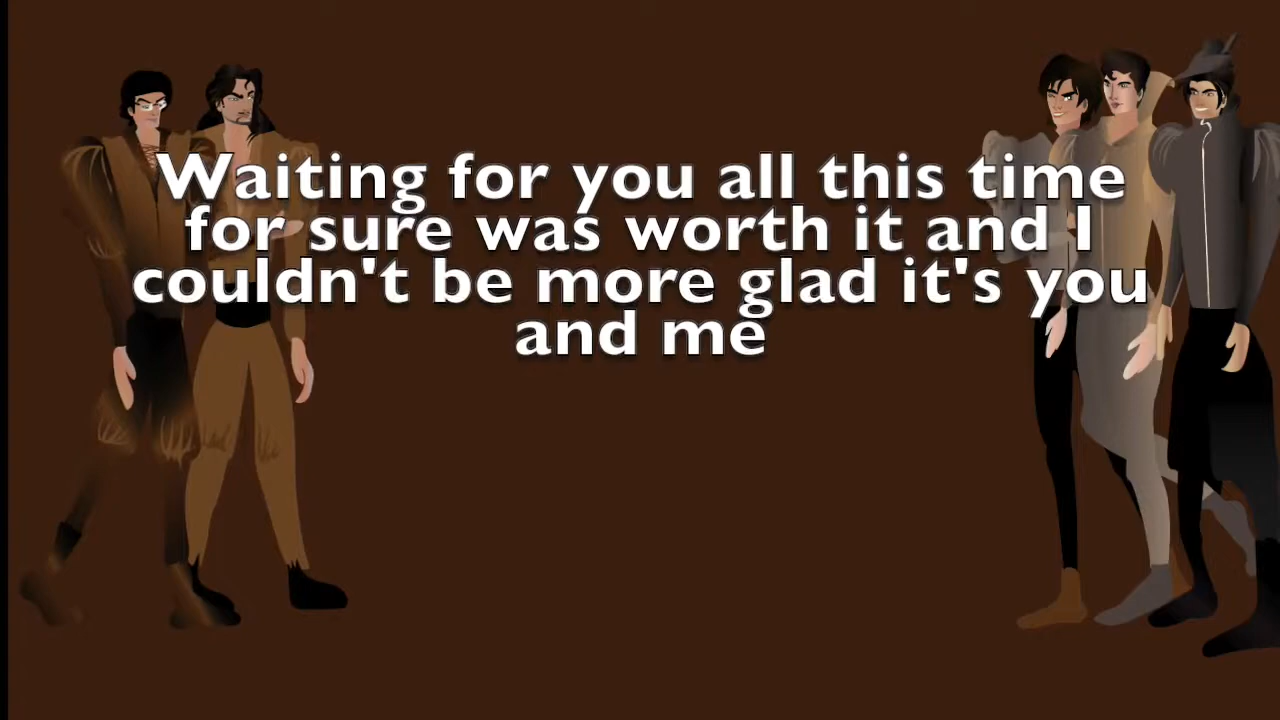 Waiting for you all this time
for sure was worth it and I
couldn't be more glad it's you
and me